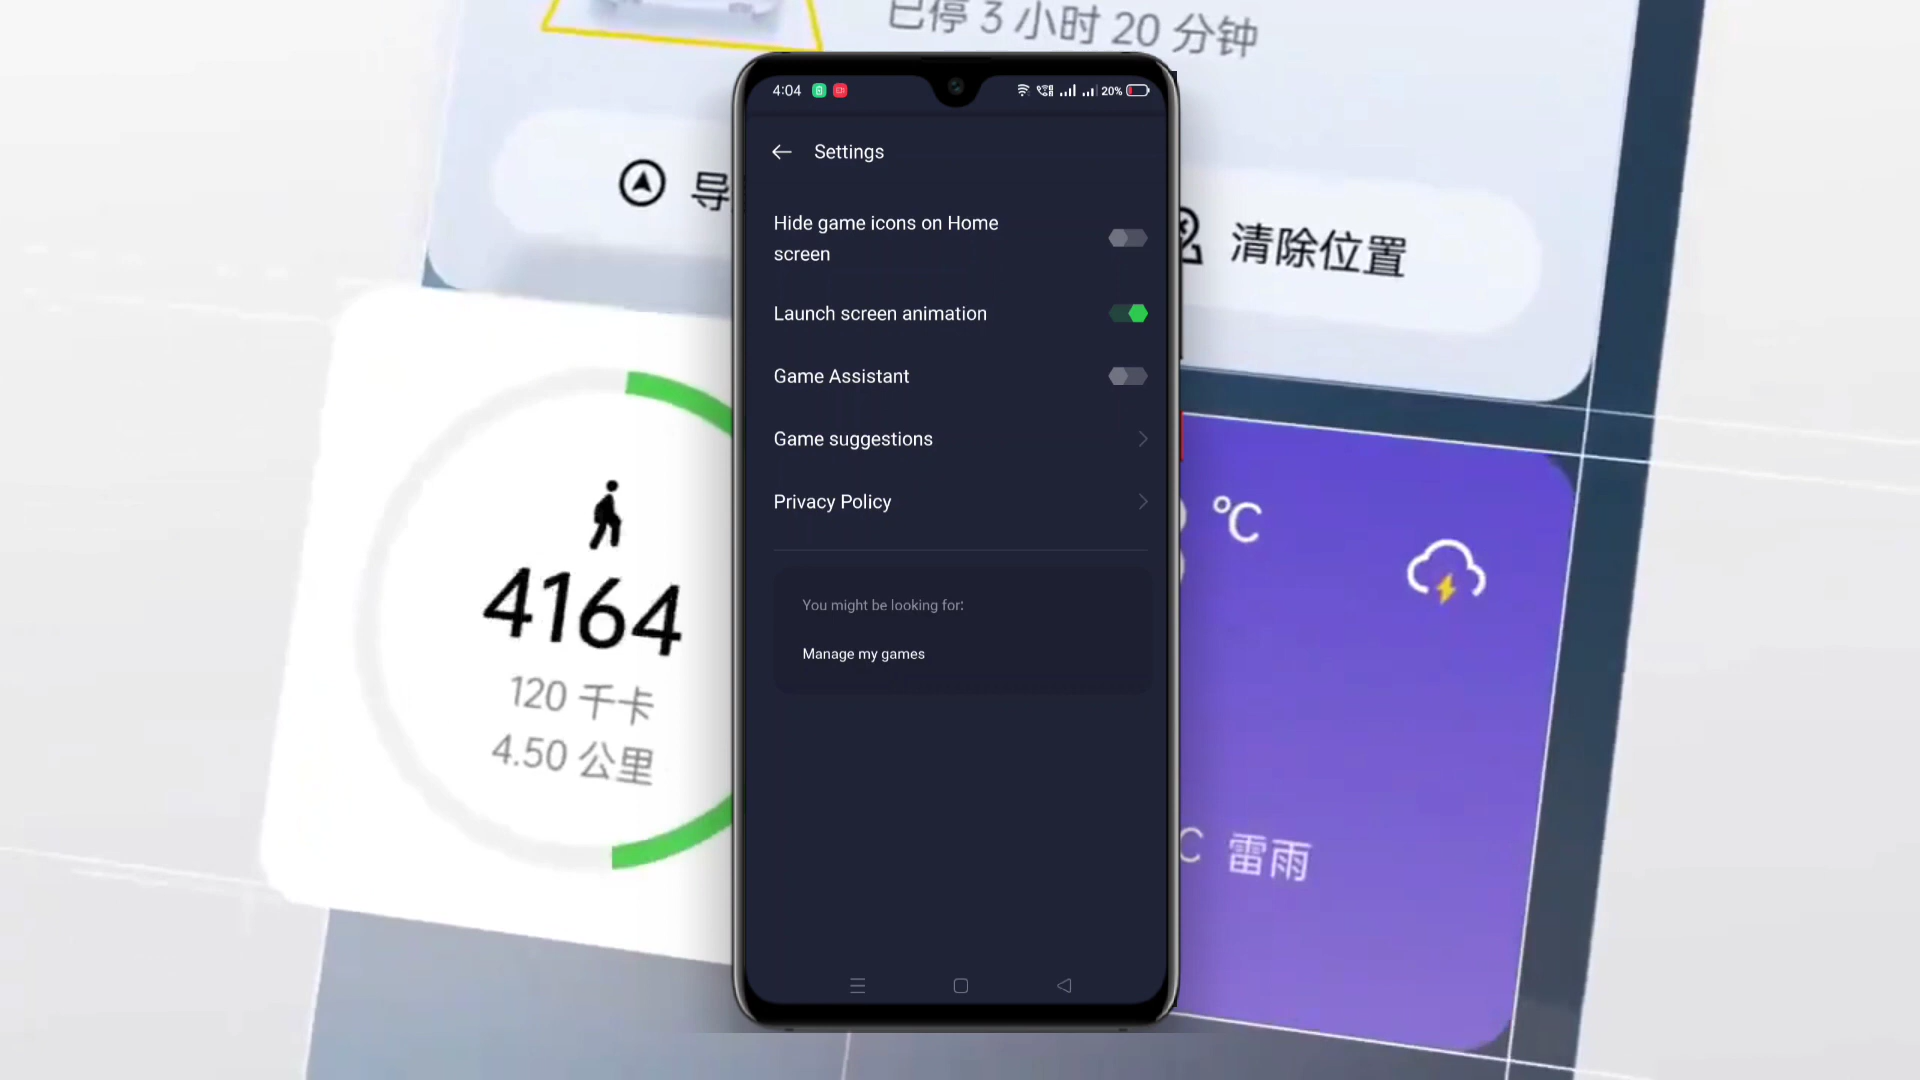 已停 3 小时 20 分钟
4:04
20%
Settings
导
清除位置
Hide game icons on Home
screen
Launch screen animation
Game Assistant
Game suggestions
Privacy Policy
°C
4164
120 千卡
4.50 公里
You might be looking for:
Manage my games
C 雷雨